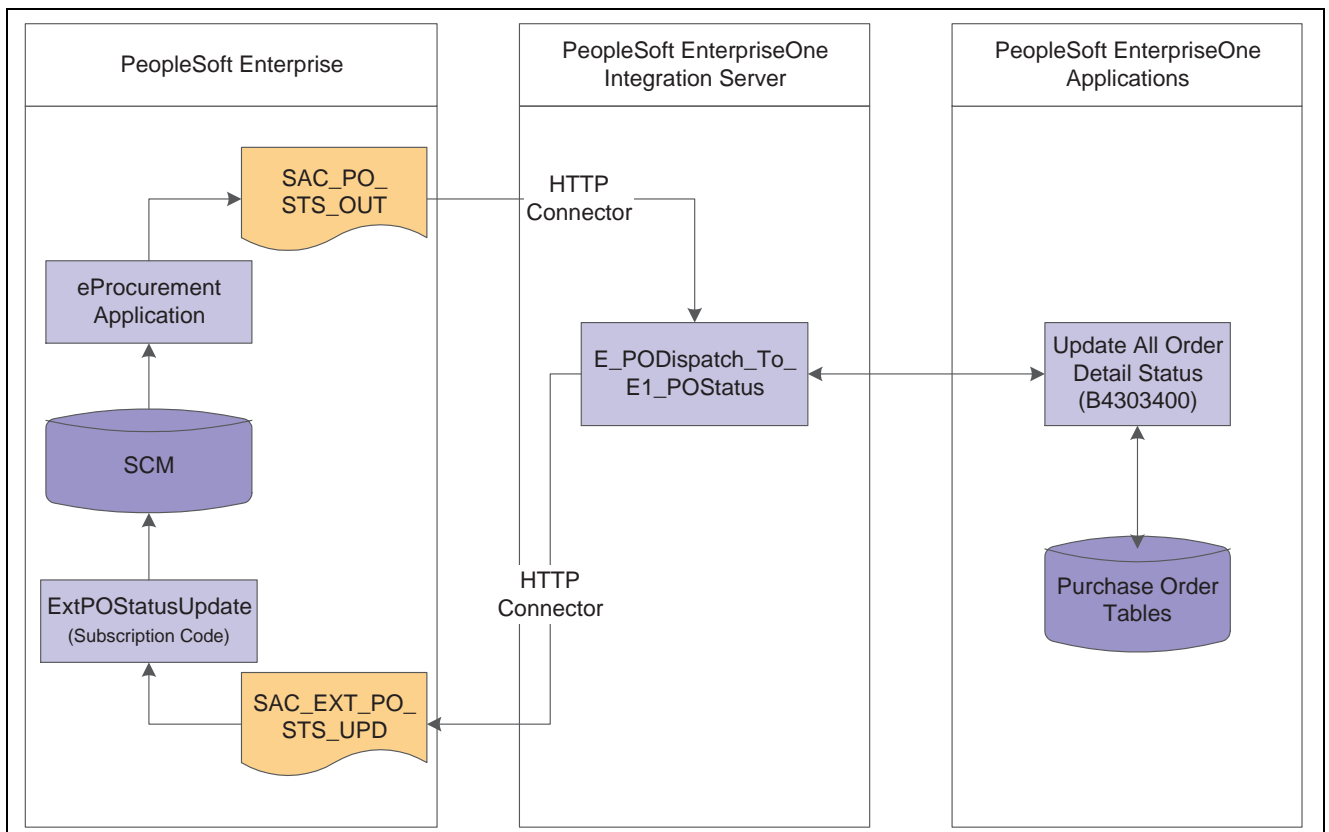 PeopleSoft Enterprise
PeopleSoft EnterpriseOne
Integration Server
PeopleSoft EnterpriseOne
Applications
SAC_PO_
STS_OUT
HTTP
Connector
eProcurement
Application
E_PODispatch_To_
E1_POStatus
Update All Order
Detail Status
(B4303400)
SCM
HTTP
Connector
ExtPOStatusUpdate
(Subscription Code)
Purchase Order
Tables
SAC_EXT_PO_
STS_UPD